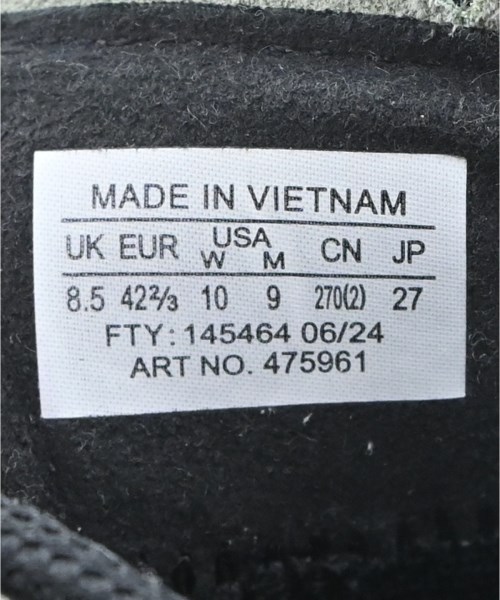 MADE IN VIETNAM
UK EUR USA W M CN JP
8.5 42⅔ 10 9 270(2) 27
FTY: 145464 06/24
ART NO. 475961